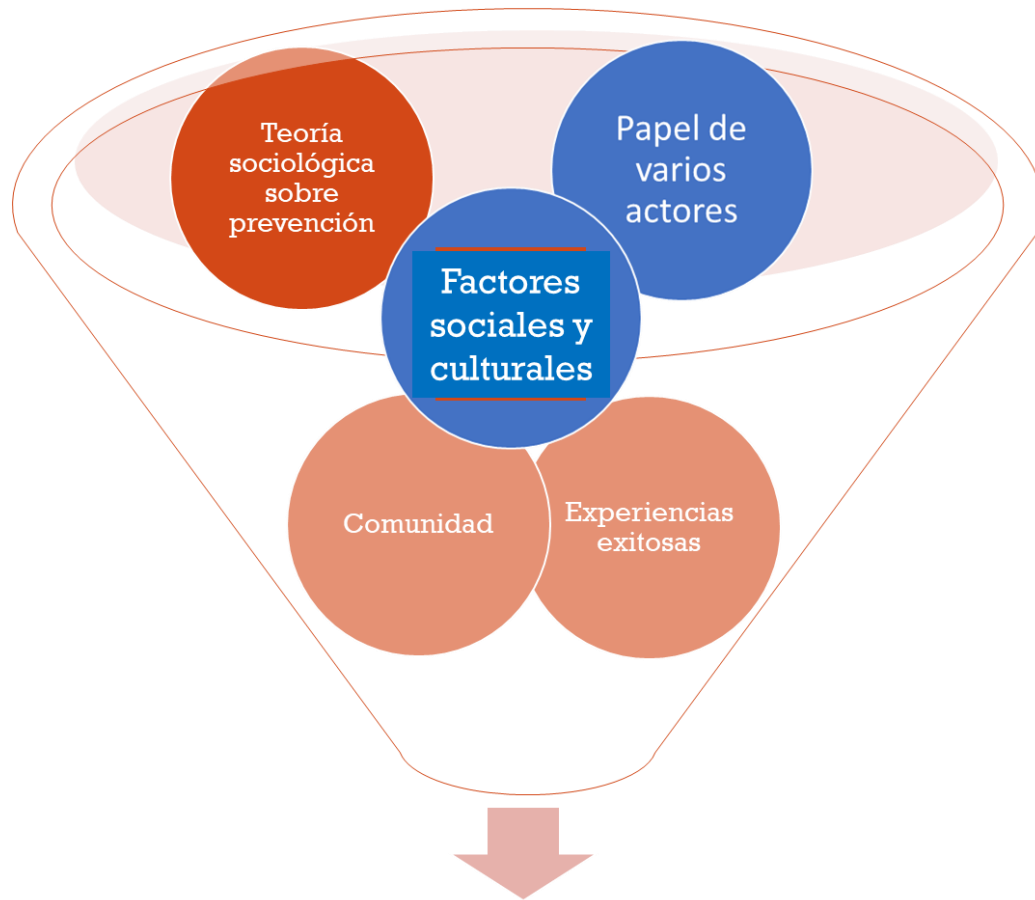 Teoría
sociológica
sobre
prevención
Papel de
varios
actores
Factores
sociales y
culturales
Comunidad
Experiencias
exitosas